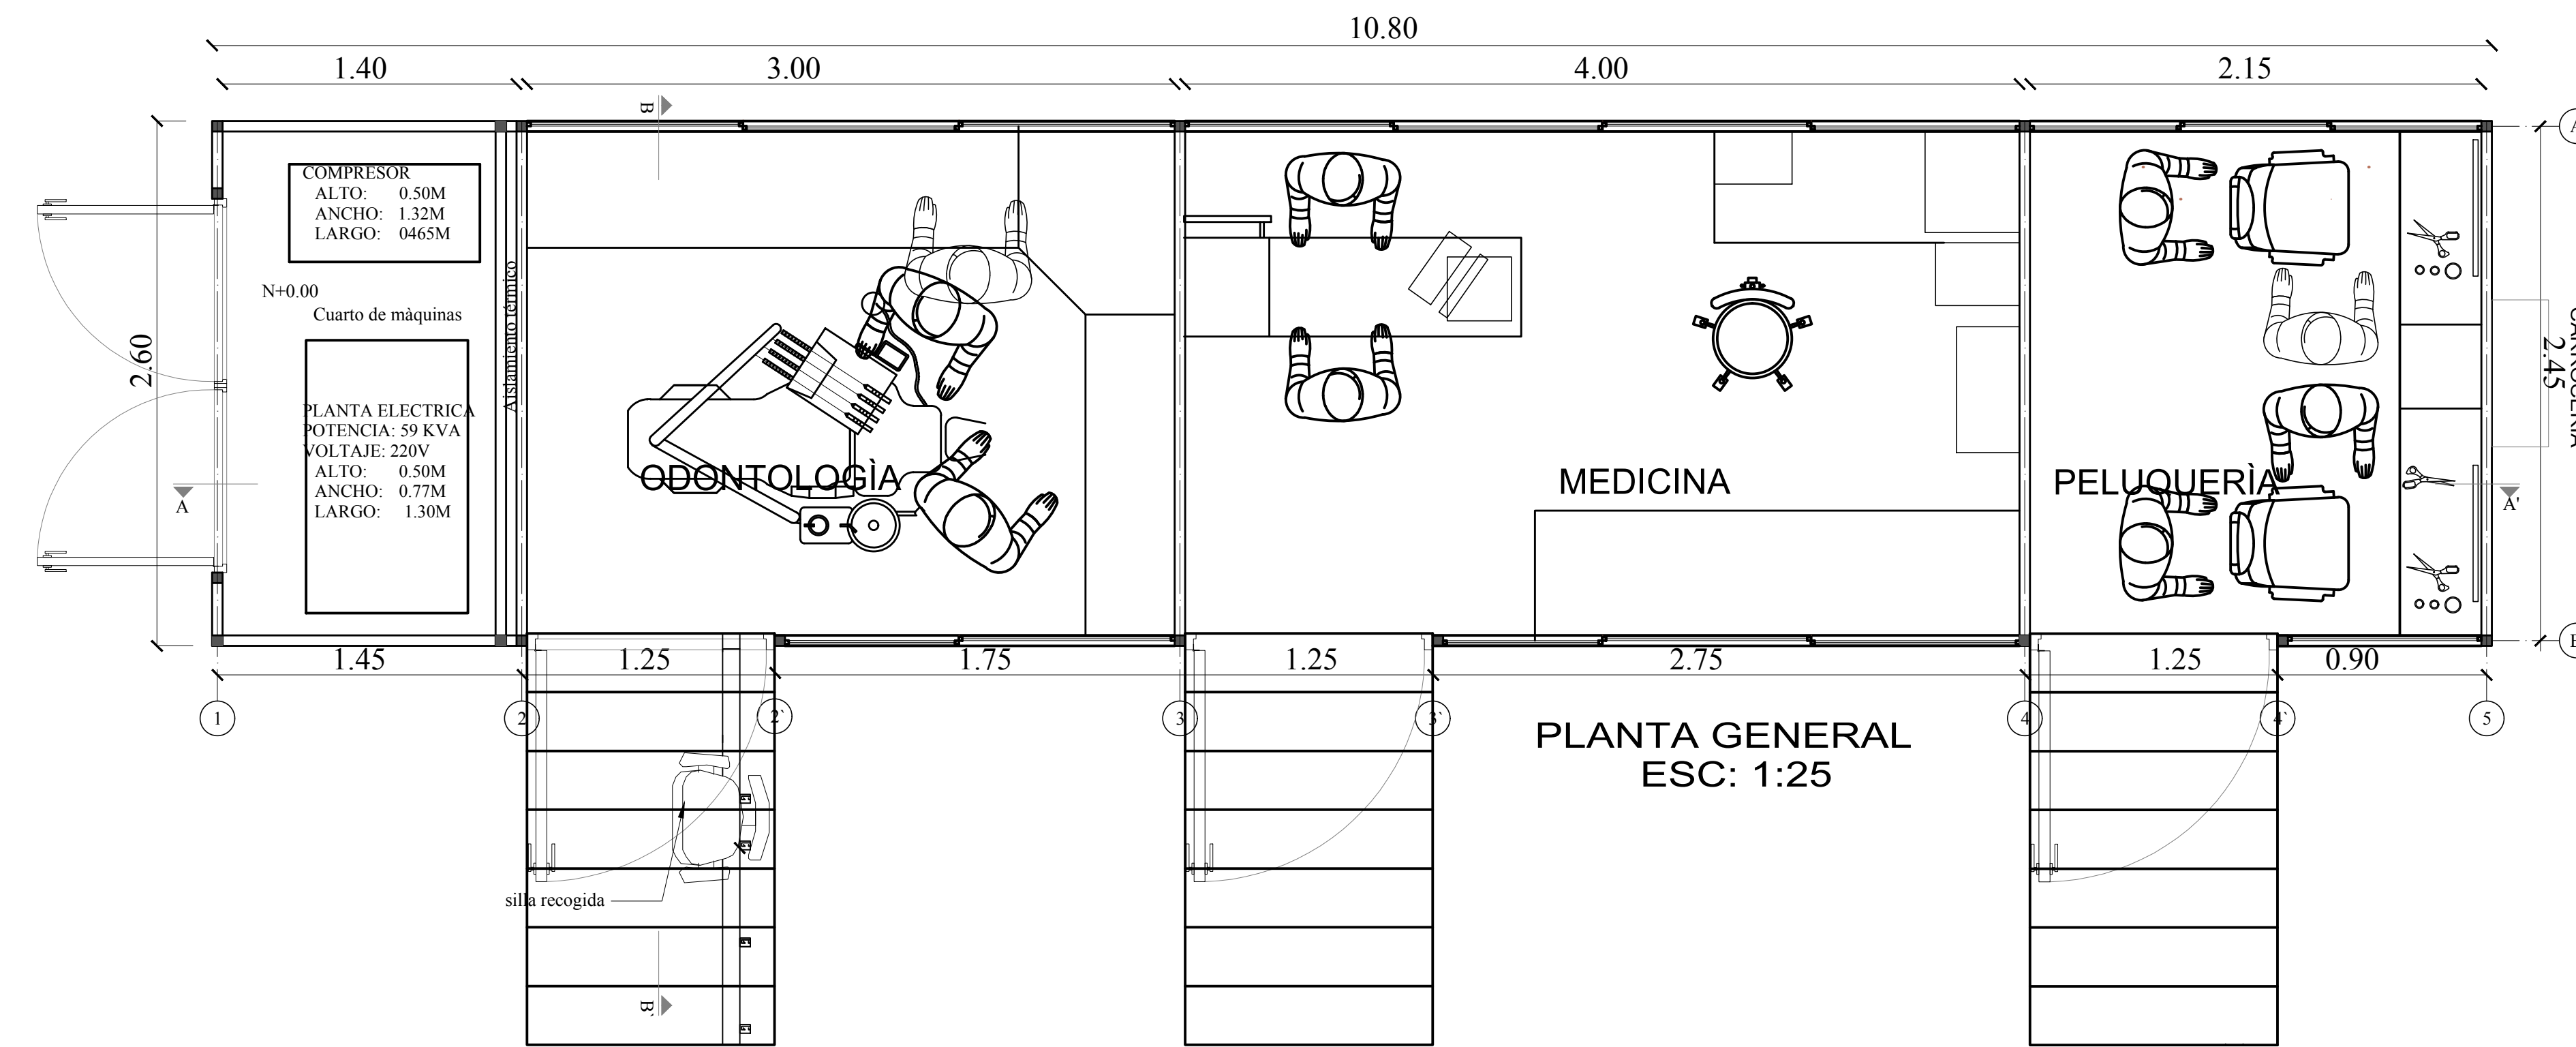 10.80
1.40
3.00
4.00
2.15
B
COMPRESOR
ALTO: 0.50M
ANCHO: 1.32M
LARGO: 0465M
N+0.00
Cuarto de màquinas
Aislamiento térmico
2.60
2.45
CARROCERIA
PLANTA ELECTRICA
POTENCIA: 59 KVA
VOLTAJE: 220V
ALTO: 0.50M
ANCHO: 0.77M
LARGO: 1.30M
A
A'
ODONTOLOGÌA
MEDICINA
PELUQUERÌA
1.45
1.25
1.75
1.25
2.75
1.25
0.90
1
2
2`
3
3`
4
4`
5
PLANTA GENERAL
ESC: 1:25
silla recogida
B`